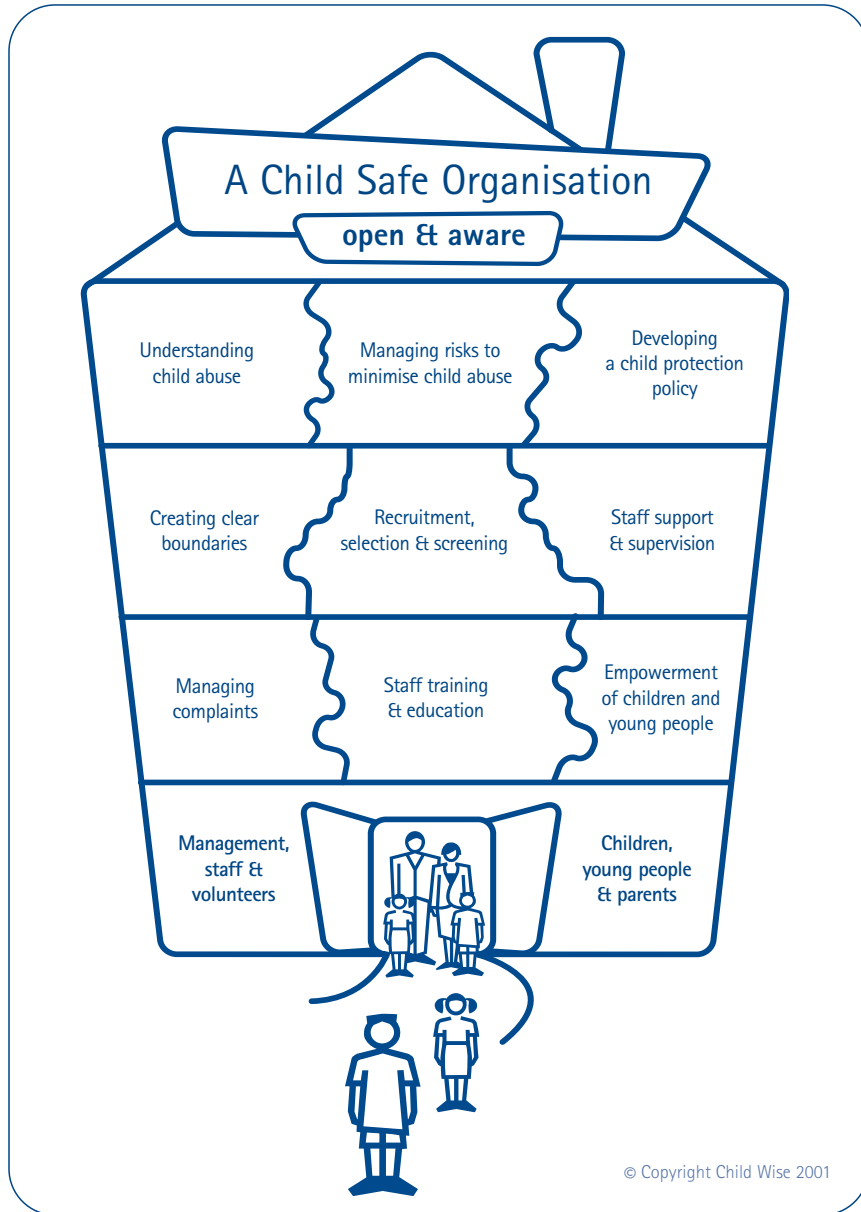 A Child Safe Organisation
open & aware
Understanding
child abuse
Managing risks to
minimise child abuse
Developing
a child protection
policy
Creating clear
boundaries
Recruitment,
selection & screening
Staff support
& supervision
Managing
complaints
Staff training
& education
Empowerment
of children and
young people
Management,
staff &
volunteers
Children,
young people
& parents
© Copyright Child Wise 2001